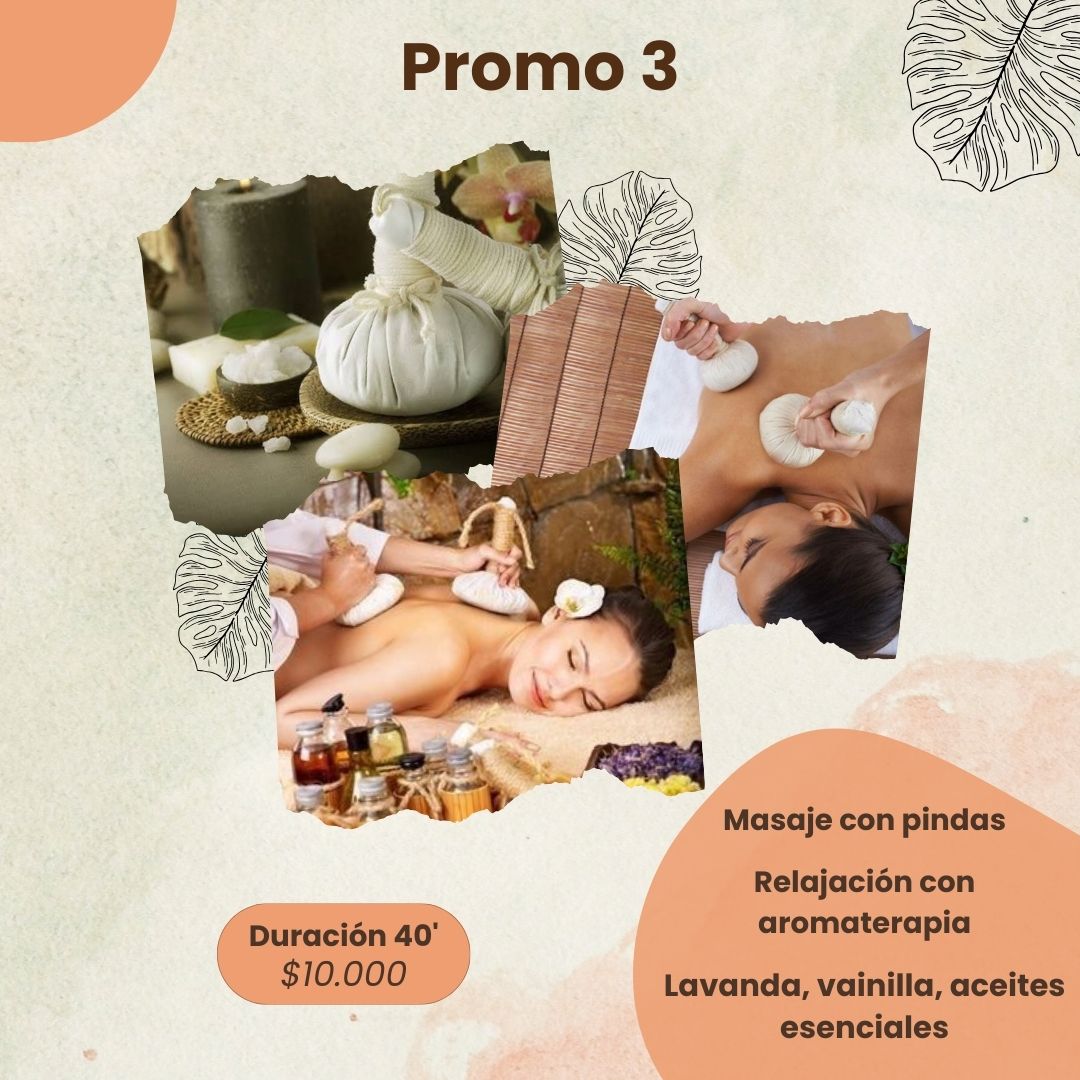 Promo 3
Masaje con pindas
Relajación con
aromaterapia
Duración 40'
$10.000
Lavanda, vainilla, aceites
esenciales